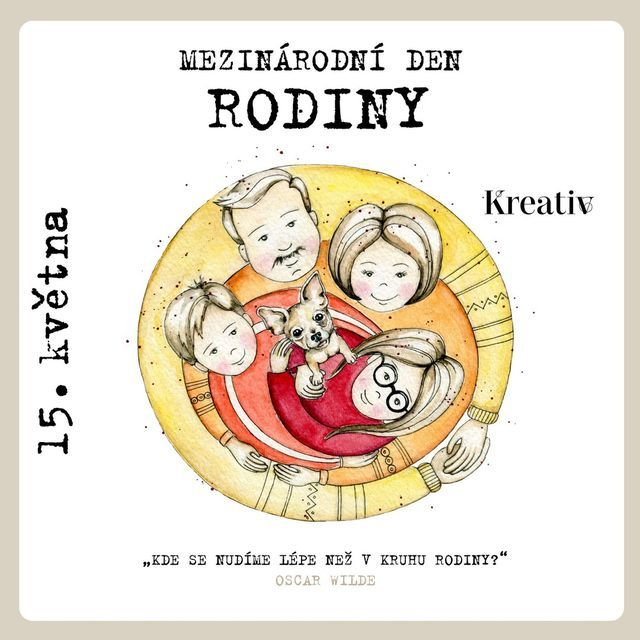 MEZINÁRODNÍ DEN
RODINY
Kreativ
15. května
„KDE SE NUDÍME LÉPE NEŽ V KRUHU RODINY?“
OSCAR WILDE